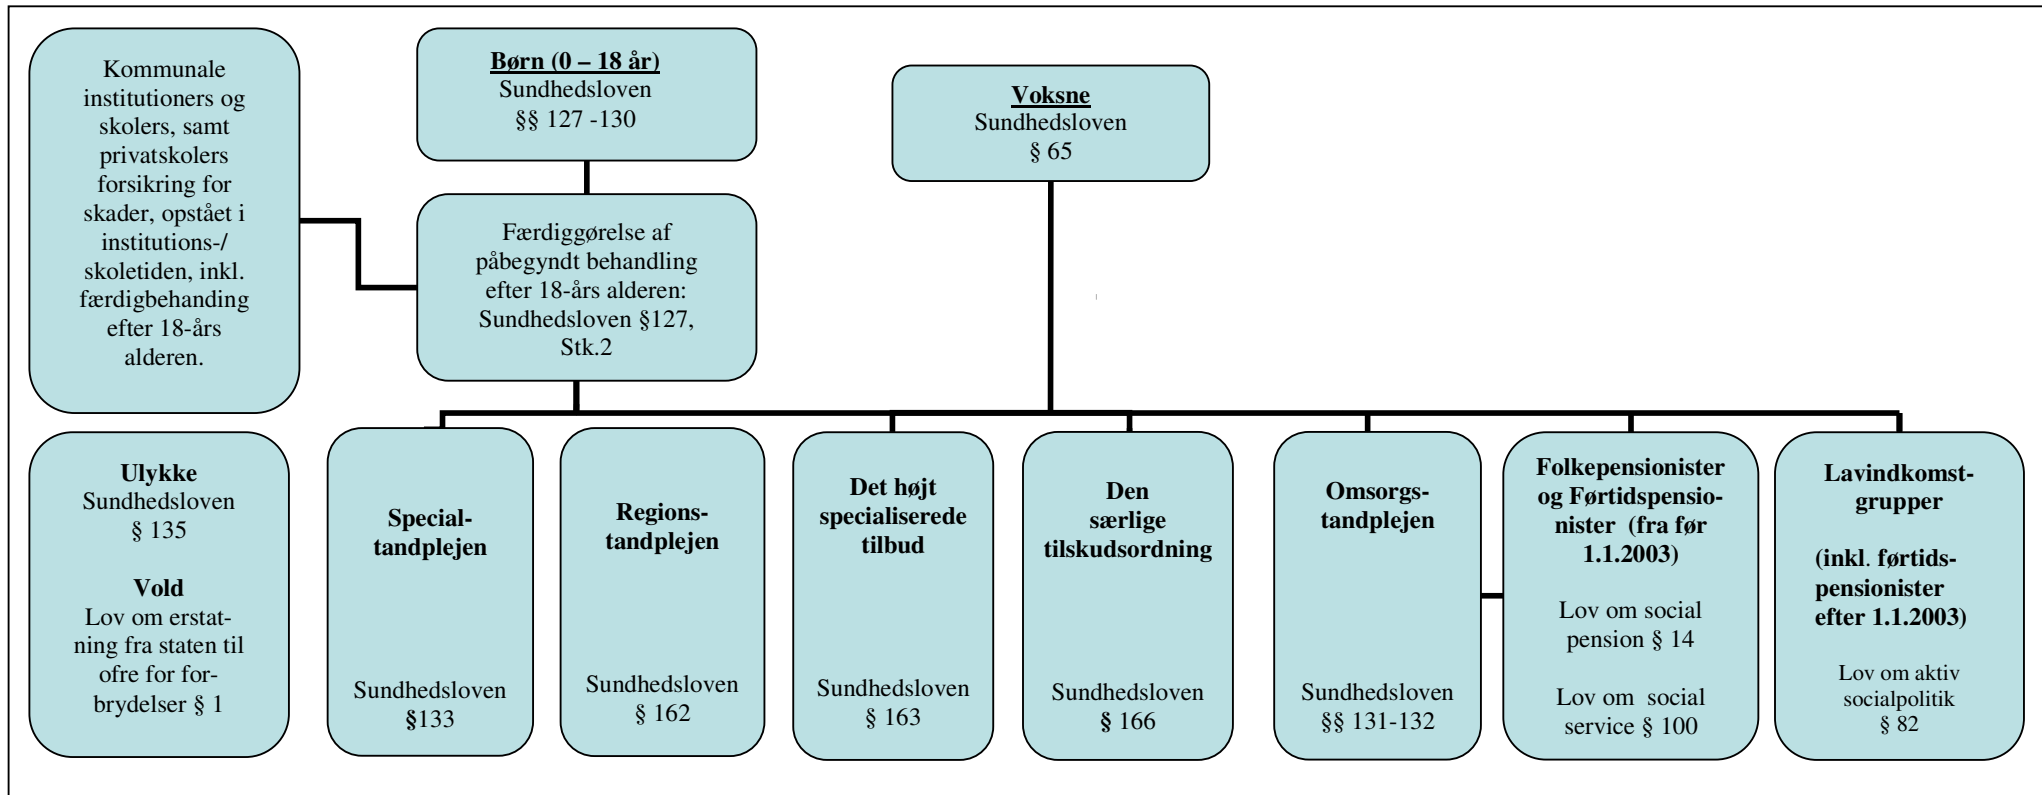 Kommunale
institutioners og
skolers, samt
privatskolers
forsikring for
skader, opstået i
institutions-/
skoletiden, inkl.
færdigbehanding
efter 18-års
alderen.
Børn (0 – 18 år)
Sundhedsloven
§§ 127 -130
Voksne
Sundhedsloven
§ 65
Færdiggørelse af
påbegyndt behandling
efter 18-års alderen:
Sundhedsloven §127,
Stk.2
Ulykke
Sundhedsloven
§ 135
Vold
Lov om erstat-
ning fra staten til
ofre for for-
brydelser § 1
Special-
tandplejen
Sundhedsloven
§133
Regions-
tandplejen
Sundhedsloven
§ 162
Det højt
specialiserede
tilbud
Sundhedsloven
§ 163
Den
særlige
tilskudsordning
Sundhedsloven
§ 166
Omsorgs-
tandplejen
Sundhedsloven
§§ 131-132
Folkepensionister
og Førtidspensio-
nister (fra før
1.1.2003)
Lov om social
pension § 14
Lov om social
service § 100
Lavindkomst-
grupper
(inkl. førtids-
pensionister
efter 1.1.2003)
Lov om aktiv
socialpolitik
§ 82